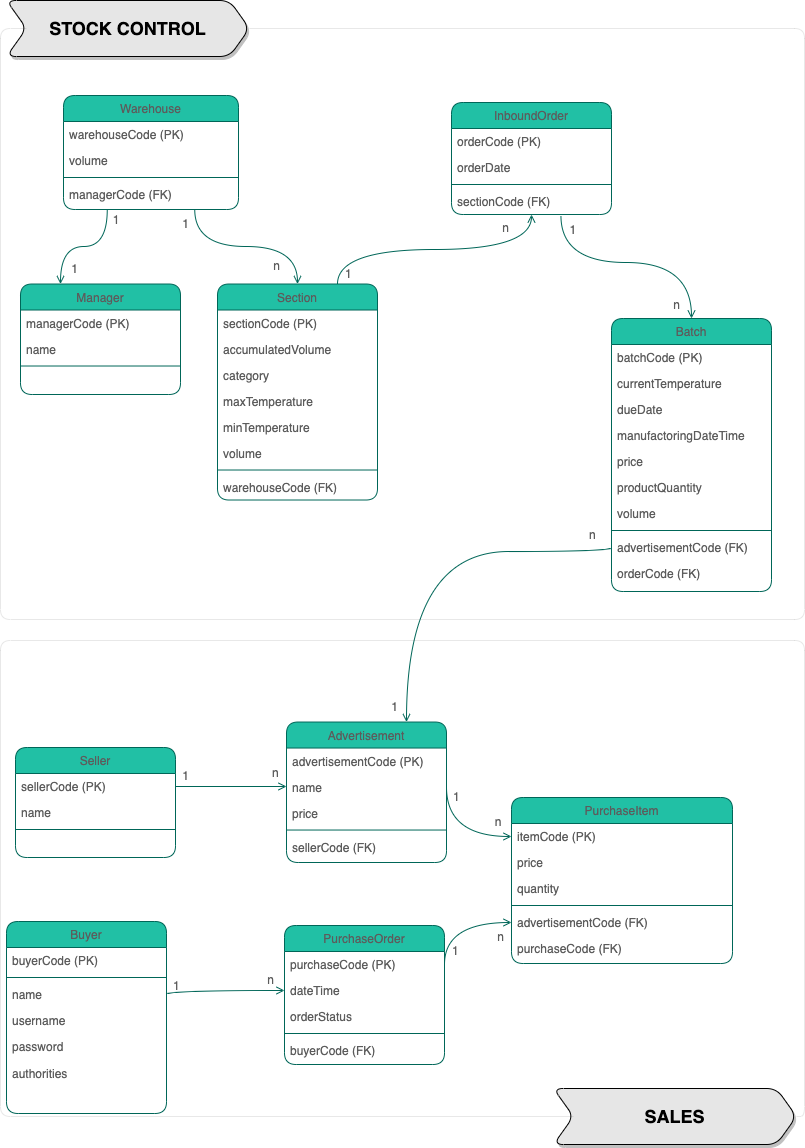 STOCK CONTROL
Warehouse
warehouseCode (PK)
volume
managerCode (FK)
1
1
1
n
Manager
managerCode (PK)
name
Section
sectionCode (PK)
accumulatedVolume
category
maxTemperature
minTemperature
volume
warehouseCode (FK)
1
n
InboundOrder
orderCode (PK)
orderDate
sectionCode (FK)
1
n
Batch
batchCode (PK)
currentTemperature
dueDate
manufactoringDateTime
price
productQuantity
volume
advertisementCode (FK)
orderCode (FK)
n
1
Seller
sellerCode (PK)
name
1
n
Advertisement
advertisementCode (PK)
name
price
sellerCode (FK)
1
n
PurchaseItem
itemCode (PK)
price
quantity
advertisementCode (FK)
purchaseCode (FK)
Buyer
buyerCode (PK)
name
username
password
authorities
1
n
PurchaseOrder
purchaseCode (PK)
dateTime
orderStatus
buyerCode (FK)
1
n
SALES